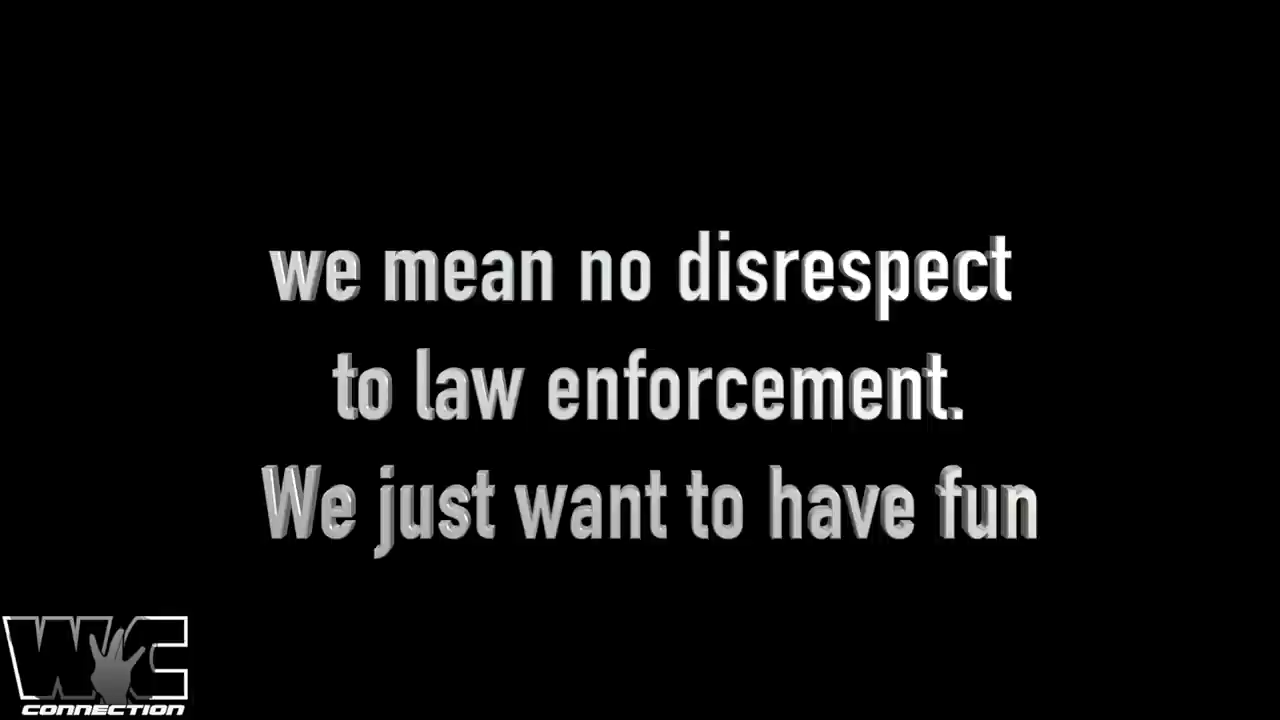 we mean no disrespect
to law enforcement.
We just want to have fun
WC
CONNECTION